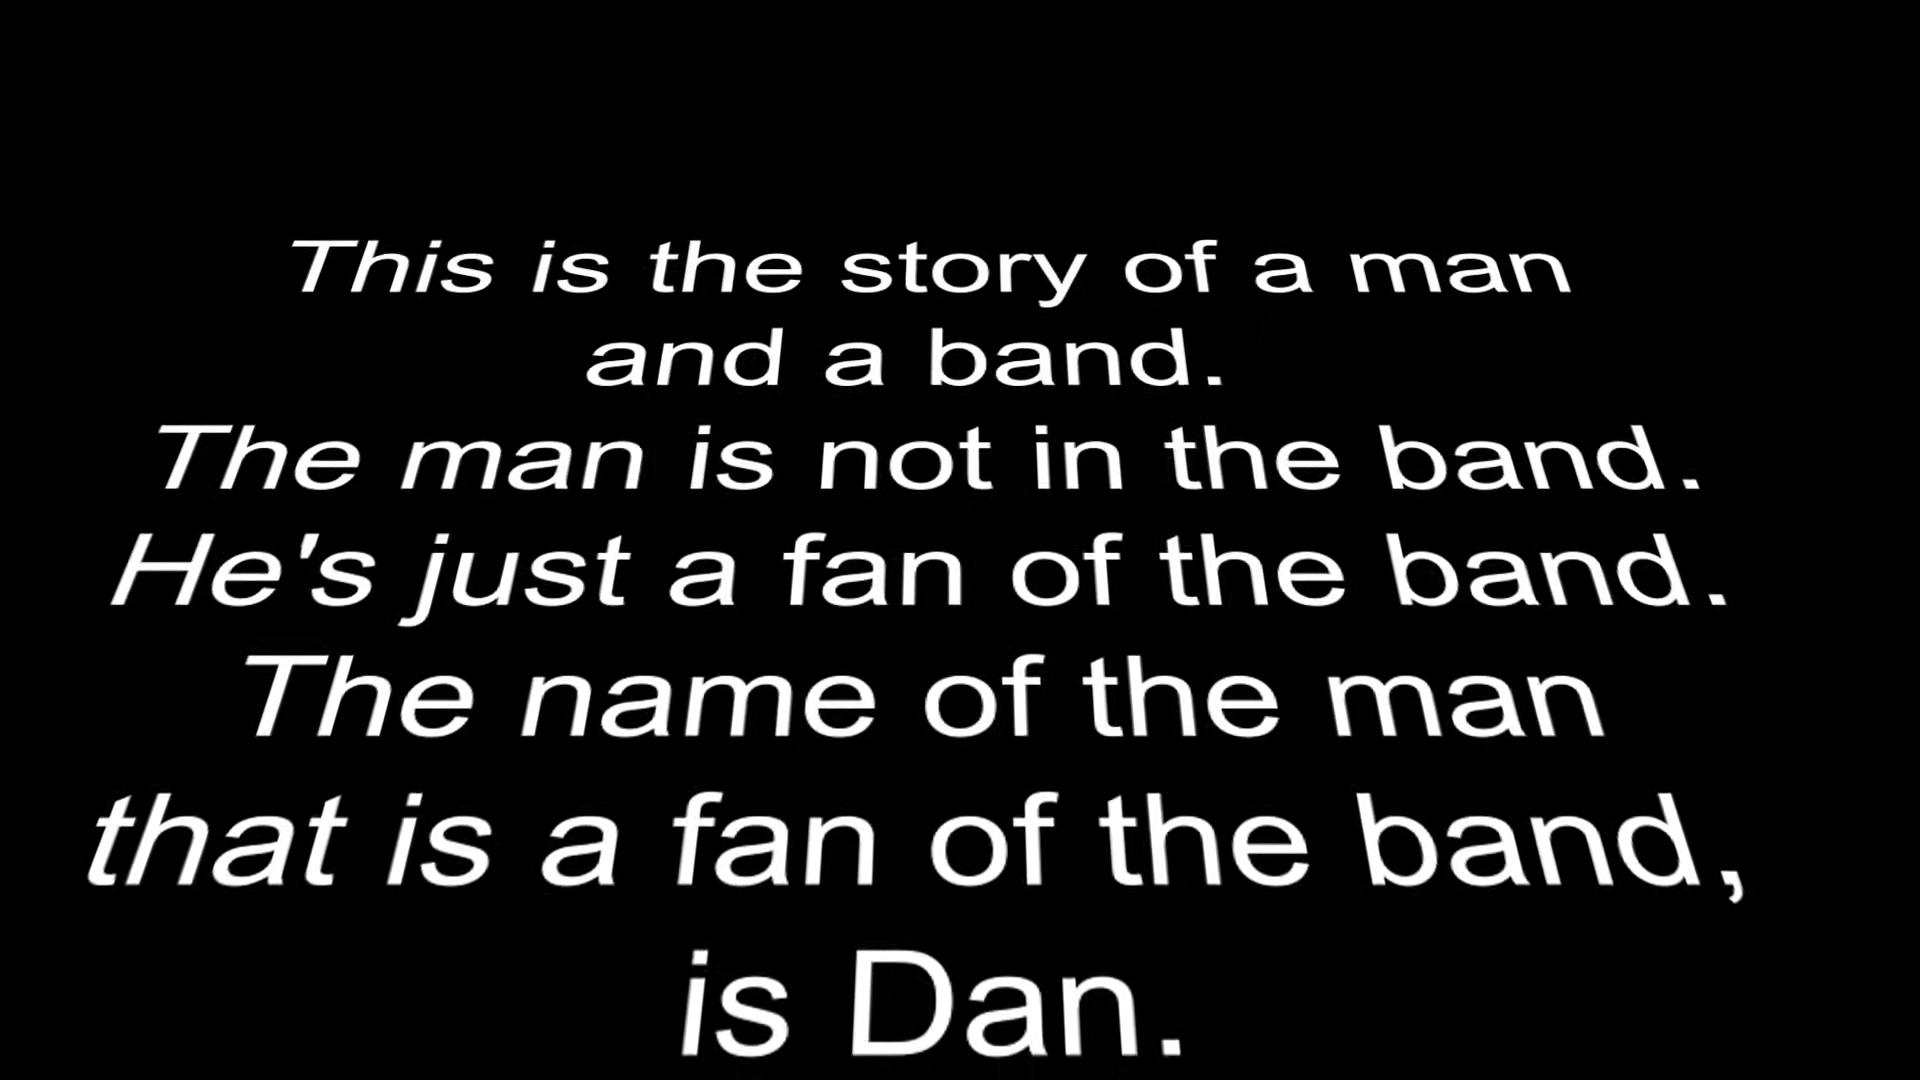 This is the story of a man
and a band.
The man is not in the band.
He's just a fan of the band.
The name of the man
that is a fan of the band,
is Dan.